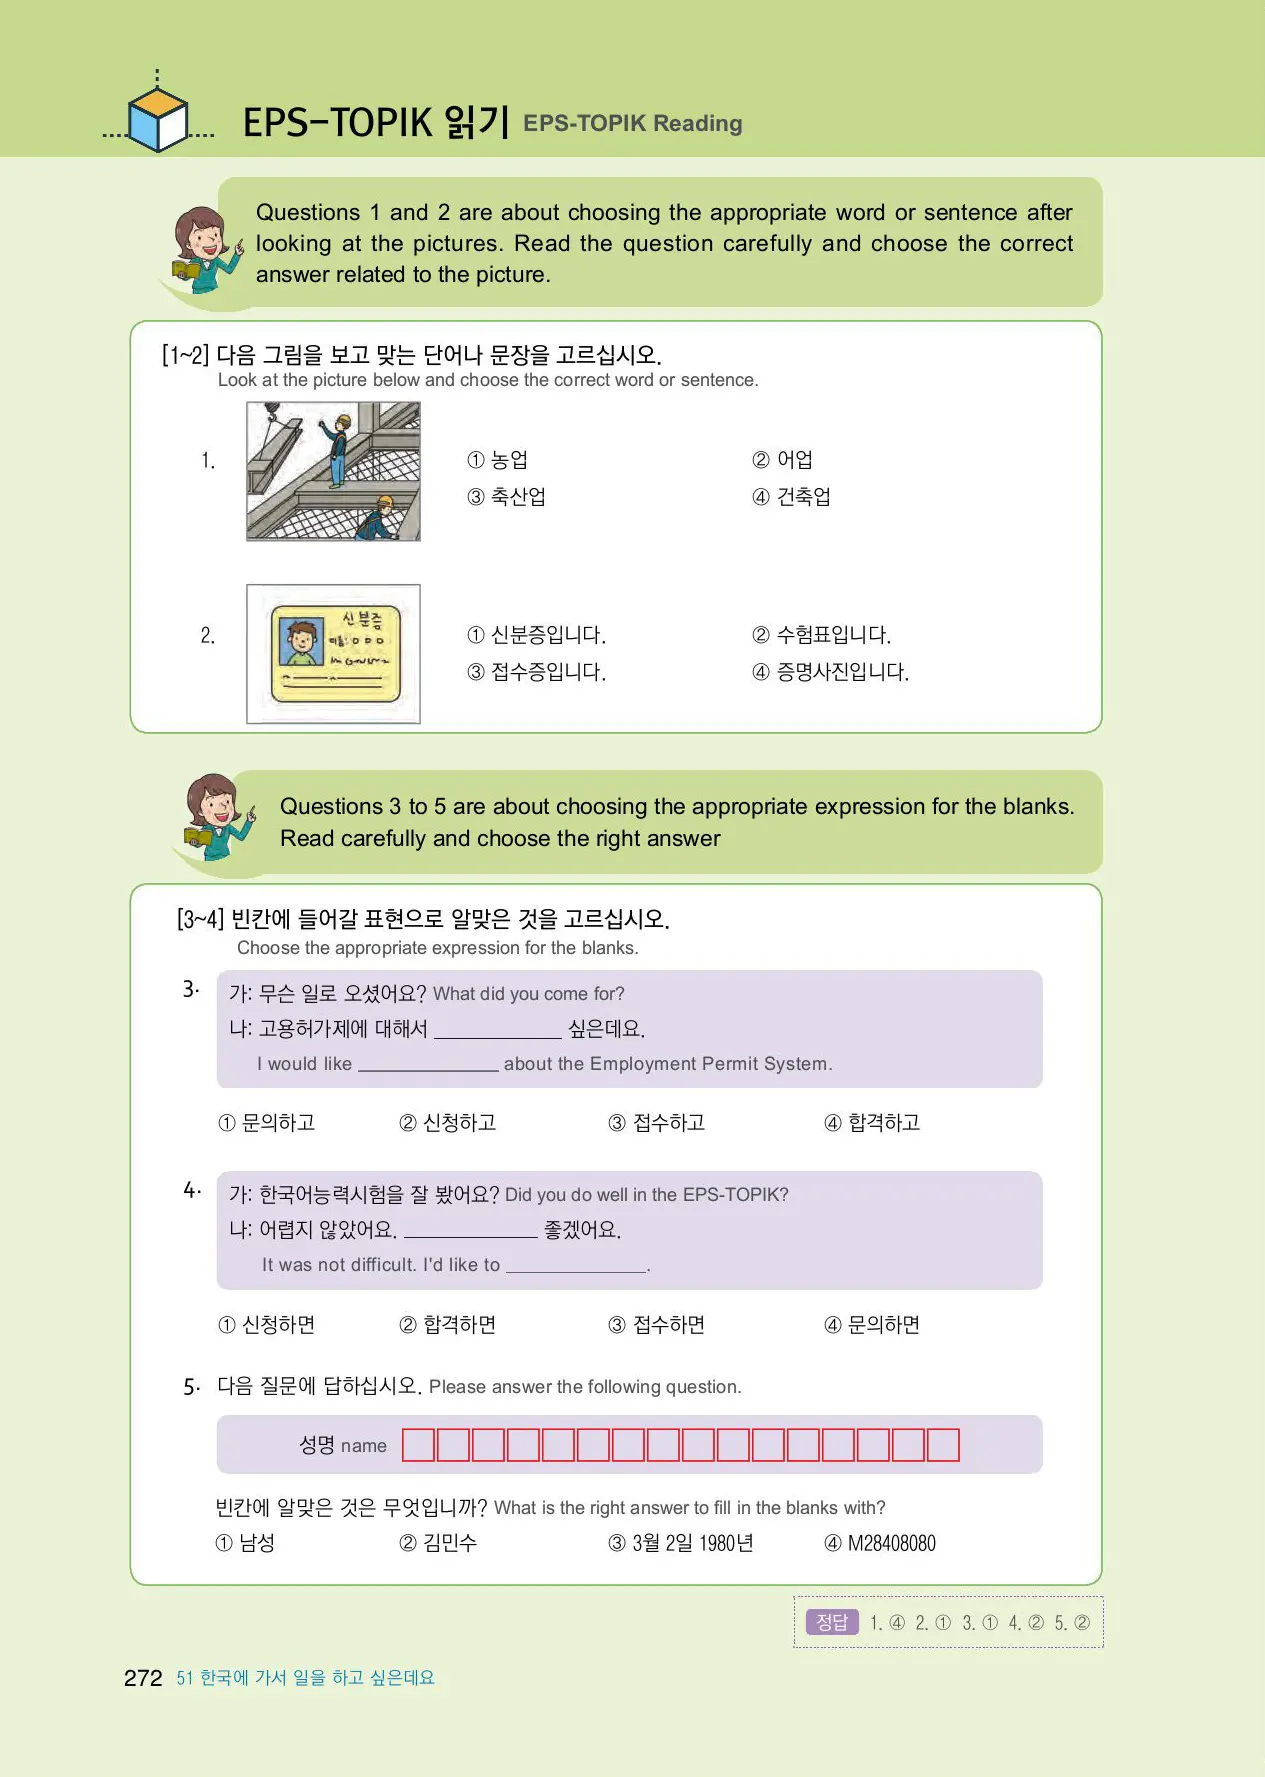 EPS-TOPIK 읽기 EPS-TOPIK Reading
Questions 1 and 2 are about choosing the appropriate word or sentence after
looking at the pictures. Read the question carefully and choose the correct
answer related to the picture.
[1~2] 다음 그림을 보고 맞는 단어나 문장을 고르십시오.
Look at the picture below and choose the correct word or sentence.
1.
① 농업 ② 어업
③ 축산업 ④ 건축업
2.
신분증
이름: ㅁㅁㅁ
① 신분증입니다. ② 수험표입니다.
③ 접수증입니다. ④ 증명사진입니다.
Questions 3 to 5 are about choosing the appropriate expression for the blanks.
Read carefully and choose the right answer
[3~4] 빈칸에 들어갈 표현으로 알맞은 것을 고르십시오.
Choose the appropriate expression for the blanks.
3. 가: 무슨 일로 오셨어요? What did you come for?
나: 고용허가제에 대해서 ____________ 싶은데요.
I would like ____________ about the Employment Permit System.
① 문의하고 ② 신청하고 ③ 접수하고 ④ 합격하고
4. 가: 한국어능력시험을 잘 봤어요? Did you do well in the EPS-TOPIK?
나: 어렵지 않았어요. ____________ 좋겠어요.
It was not difficult. I'd like to ____________.
① 신청하면 ② 합격하면 ③ 접수하면 ④ 문의하면
5. 다음 질문에 답하십시오. Please answer the following question.
성명 name
빈칸에 알맞은 것은 무엇입니까? What is the right answer to fill in the blanks with?
① 남성 ② 김민수 ③ 3월 2일 1980년 ④ M28408080
정답 1. ④ 2. ① 3. ① 4. ② 5. ②
272 51 한국에 가서 일을 하고 싶은데요